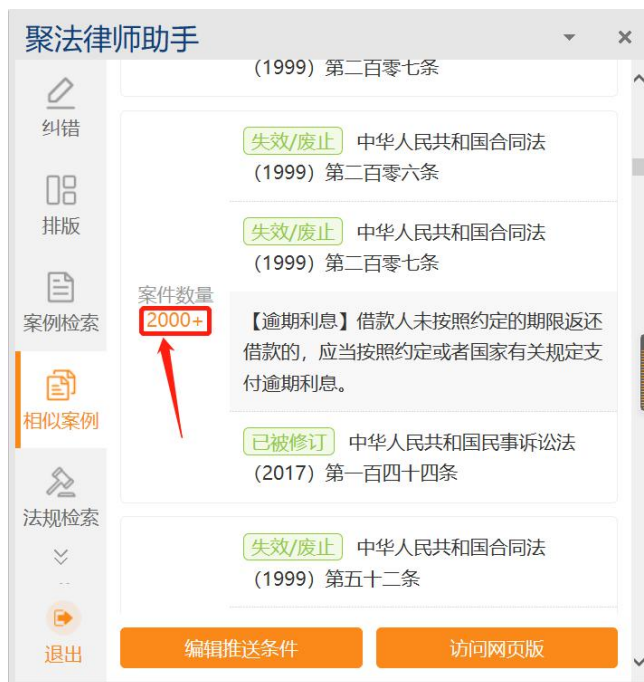 聚法律师助手
纠错
排版
案例检索
相似案例
法规检索
退出
(1999) 第二百零七条
失效/废止 中华人民共和国合同法
(1999) 第二百零六条
失效/废止 中华人民共和国合同法
(1999) 第二百零七条
案件数量
2000+
【逾期利息】借款人未按照约定的期限返还
借款的，应当按照约定或者国家有关规定支
付逾期利息。
已被修订 中华人民共和国民事诉讼法
(2017) 第一百四十四条
失效/废止 中华人民共和国合同法
(1999) 第五十二条
编辑推送条件
访问网页版